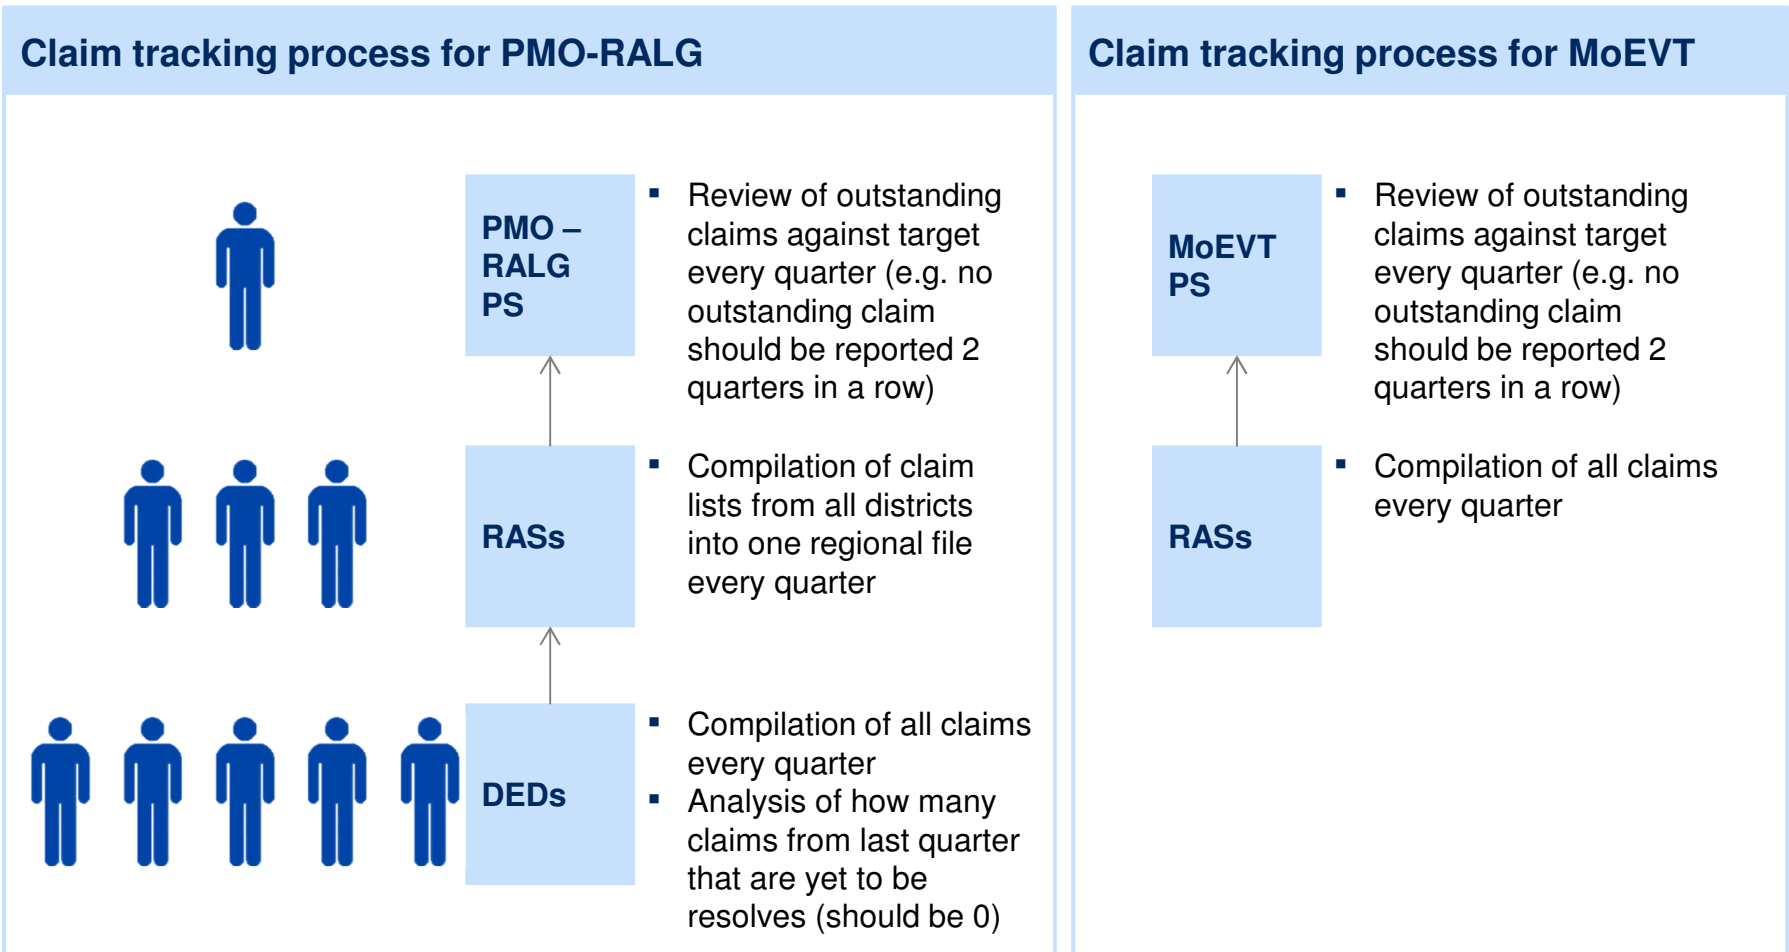 Claim tracking process for PMO-RALG
PMO –
RALG
PS
▪ Review of outstanding
claims against target
every quarter (e.g. no
outstanding claim
should be reported 2
quarters in a row)
RASs
▪ Compilation of claim
lists from all districts
into one regional file
every quarter
DEDs
▪ Compilation of all claims
every quarter
▪ Analysis of how many
claims from last quarter
that are yet to be
resolves (should be 0)
Claim tracking process for MoEVT
MoEVT
PS
▪ Review of outstanding
claims against target
every quarter (e.g. no
outstanding claim
should be reported 2
quarters in a row)
RASs
▪ Compilation of all claims
every quarter